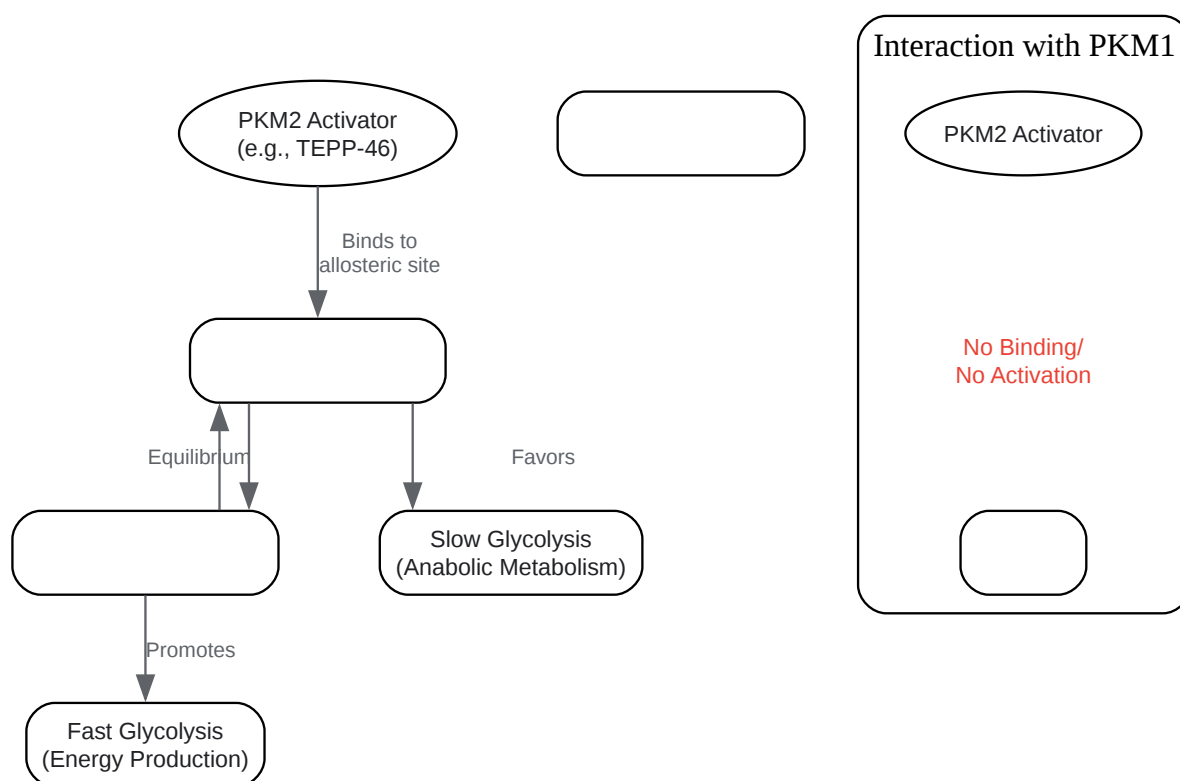 Interaction with PKM1
PKM2 Activator
(e.g., TEPP-46)
PKM2 Activator
Binds to
allosteric site
No Binding/
No Activation
Equilibrium
Favors
Slow Glycolysis
(Anabolic Metabolism)
Promotes
Fast Glycolysis
(Energy Production)